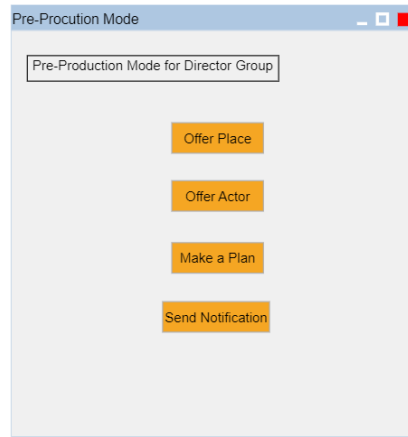 Pre-Procution Mode
Pre-Production Mode for Director Group
Offer Place
Offer Actor
Make a Plan
Send Notification